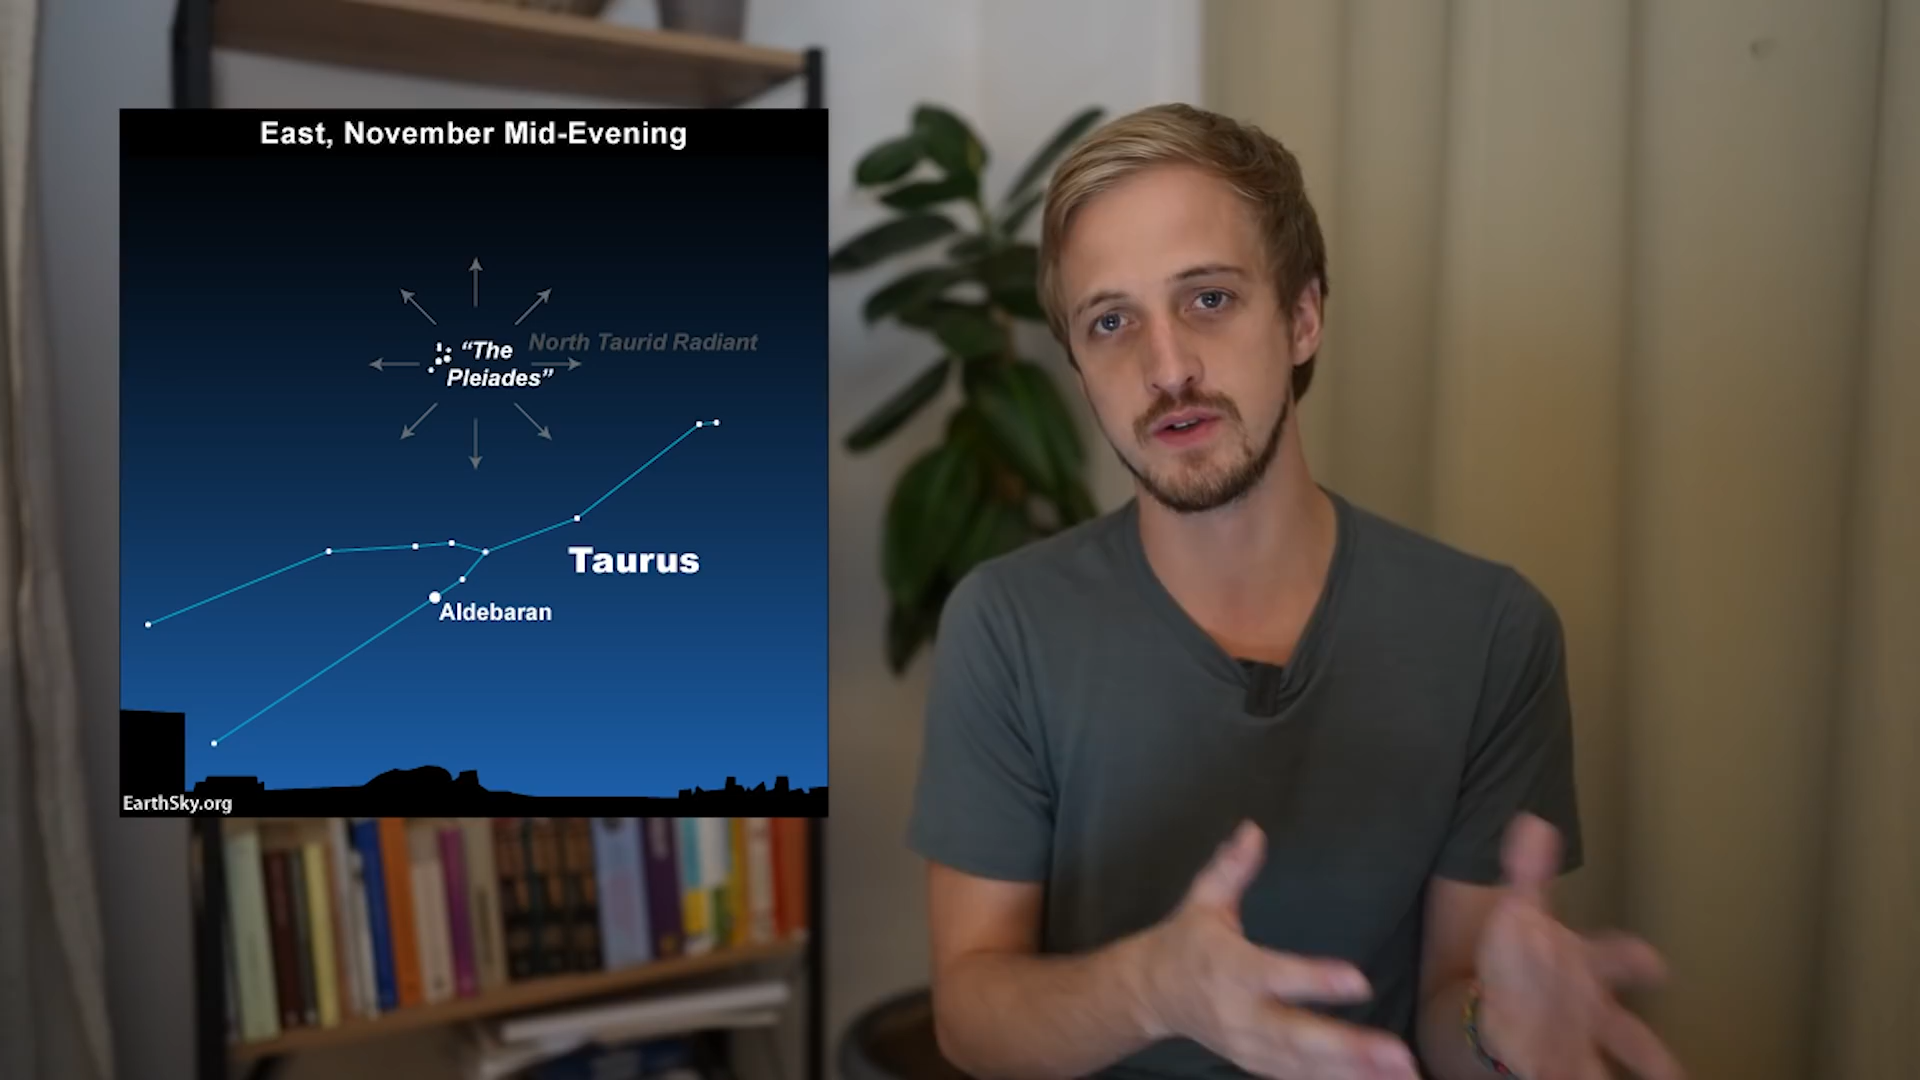 East, November Mid-Evening
North Taurid Radiant
“The
Pleiades”
Taurus
Aldebaran
EarthSky.org